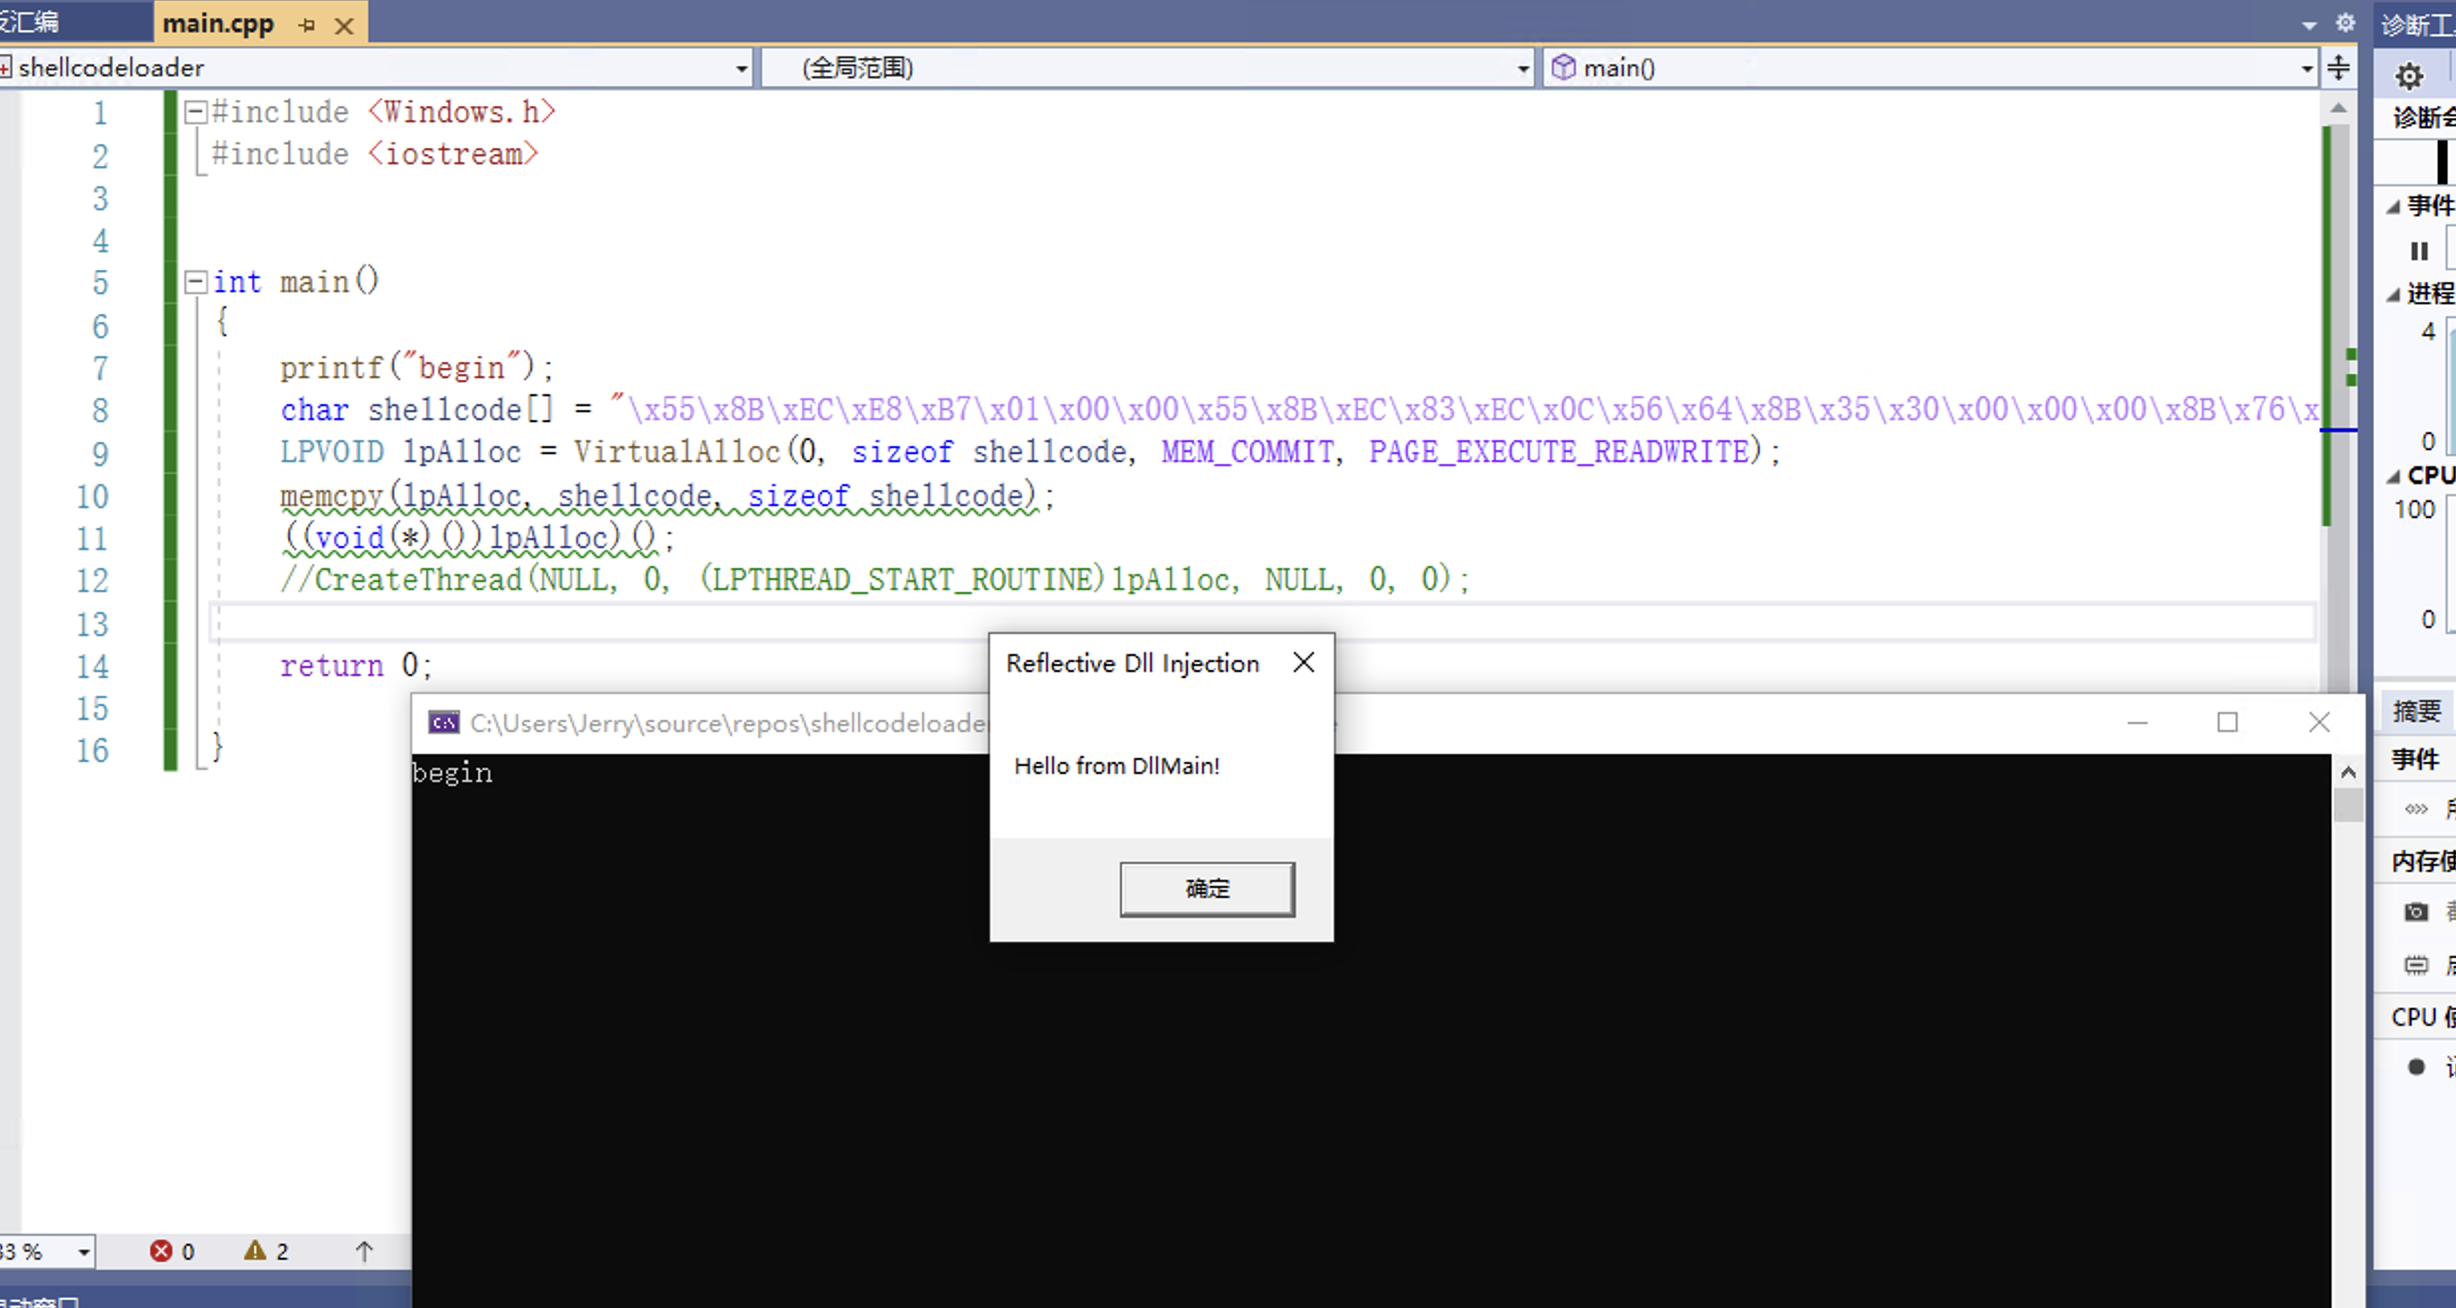 反汇编
main.cpp
诊断工
shellcodeloader
(全局范围)
main()
1 #include <Windows.h>
2 #include <iostream>
3
4
5 int main()
6 {
7 printf("begin");
8 char shellcode[] = "\x55\x8B\xEC\xE8\xB7\x01\x00\x00\x55\x8B\xEC\x83\xEC\x0C\x56\x64\x8B\x35\x30\x00\x00\x00\x8B\x76\x
9 LPVOID lpAlloc = VirtualAlloc(0, sizeof shellcode, MEM_COMMIT, PAGE_EXECUTE_READWRITE);
10 memcpy(lpAlloc, shellcode, sizeof shellcode);
11 ((void(*)())lpAlloc)();
12 //CreateThread(NULL, 0, (LPTHREAD_START_ROUTINE)lpAlloc, NULL, 0, 0);
13
14 return 0;
15
16 }
Reflective Dll Injection
Hello from DllMain!
确定
C:\Users\Jerry\source\repos\shellcodeloader
begin
诊断会
事件
进程
4
0
CPU
100
0
摘要
事件
内存使
CPU 使
33 %
0
2